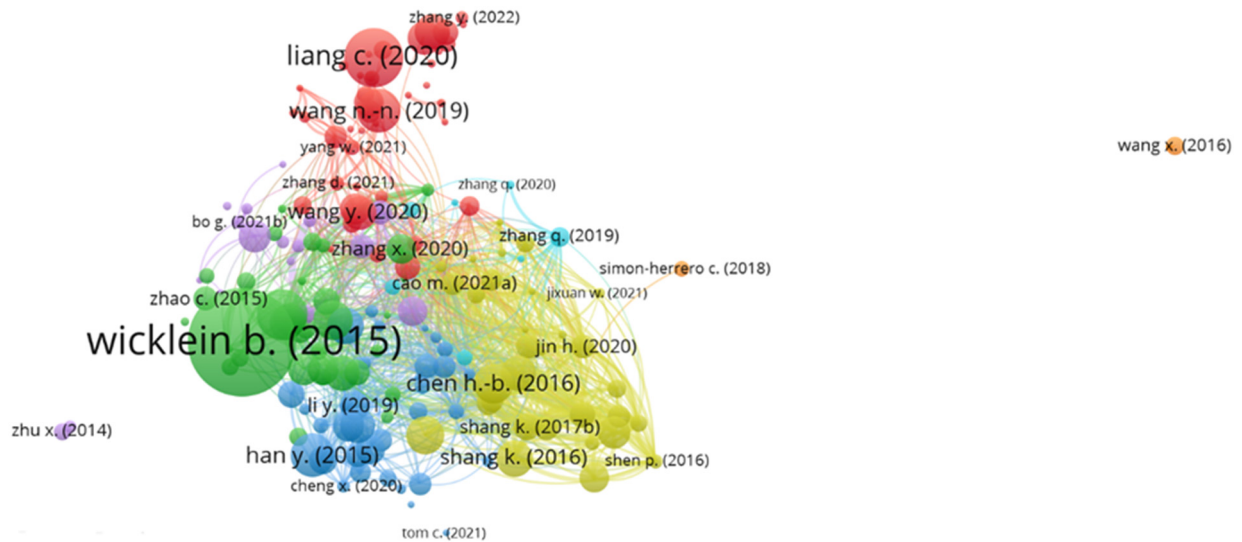 zhang y. (2022)
liang c. (2020)
wang n.-n. (2019)
yang w. (2021)
wang x. (2016)
zhang d. (2021)
zhang q. (2020)
bo g. (2021b)
wang y. (2020)
zhang q. (2019)
zhang x. (2020)
simon-herrero c. (2018)
cao m. (2021a)
jixuan w. (2021)
zhao c. (2015)
wicklein b. (2015)
jin h. (2020)
chen h.-b. (2016)
li y. (2019)
shang k. (2017b)
zhu x. (2014)
han y. (2015)
shang k. (2016)
shen p. (2016)
cheng x. (2020)
tom c. (2021)